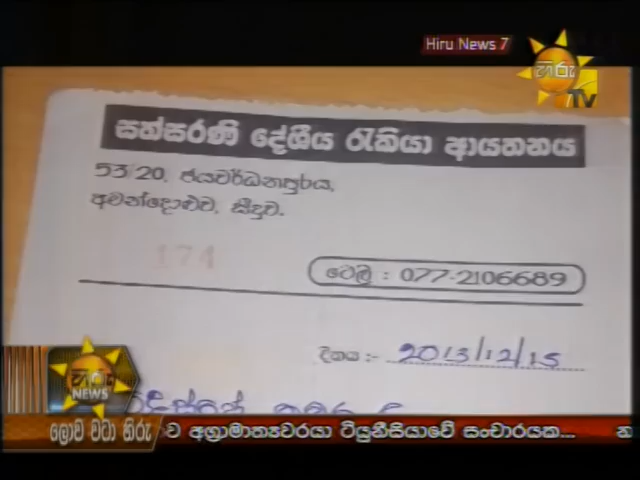 Hiru News 7
හිරු
TV
සත්සරණි දේශීය රැකියා ආයතනය
53/20, ජයවර්ධනපුරය,
අමන්දොළුව, සීදුව.
174
ටෙලි : 077-2106689
දිනය :- 2013/12/15
හිරු
NEWS
ලොව වටා හිරු
ව අග්‍රාමාත්‍යවරයා ටියුනීසියාවේ සංචාරයක...